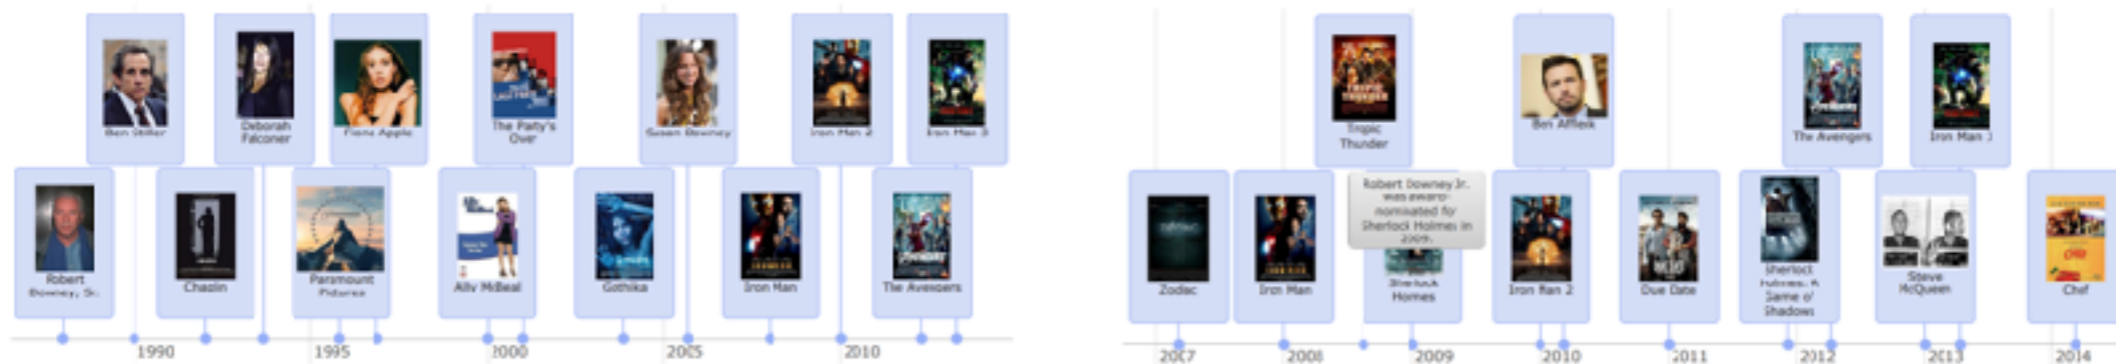 Ben Stiller
Deborah
Falconer
Fiona Apple
The Party's
Over
Susan Downey
Iron Man 2
Iron Man 3
Robert
Downey, Sr.
Chaplin
Paramount
Pictures
Ally McBeal
Gothika
Iron Man
The Avengers
1990
1995
2000
2005
2010
Tropic
Thunder
Ben Affleck
The Avengers
Iron Man 3
Robert Downey Jr.
was award-
nominated for
Sherlock Holmes in
2009.
Zodiac
Iron Man
Sherlock
Homes
Iron Man 2
Due Date
Sherlock
Holmes: A
Game of
Shadows
Steve
McQueen
Chef
2007
2008
2009
2010
2011
2012
2013
2014